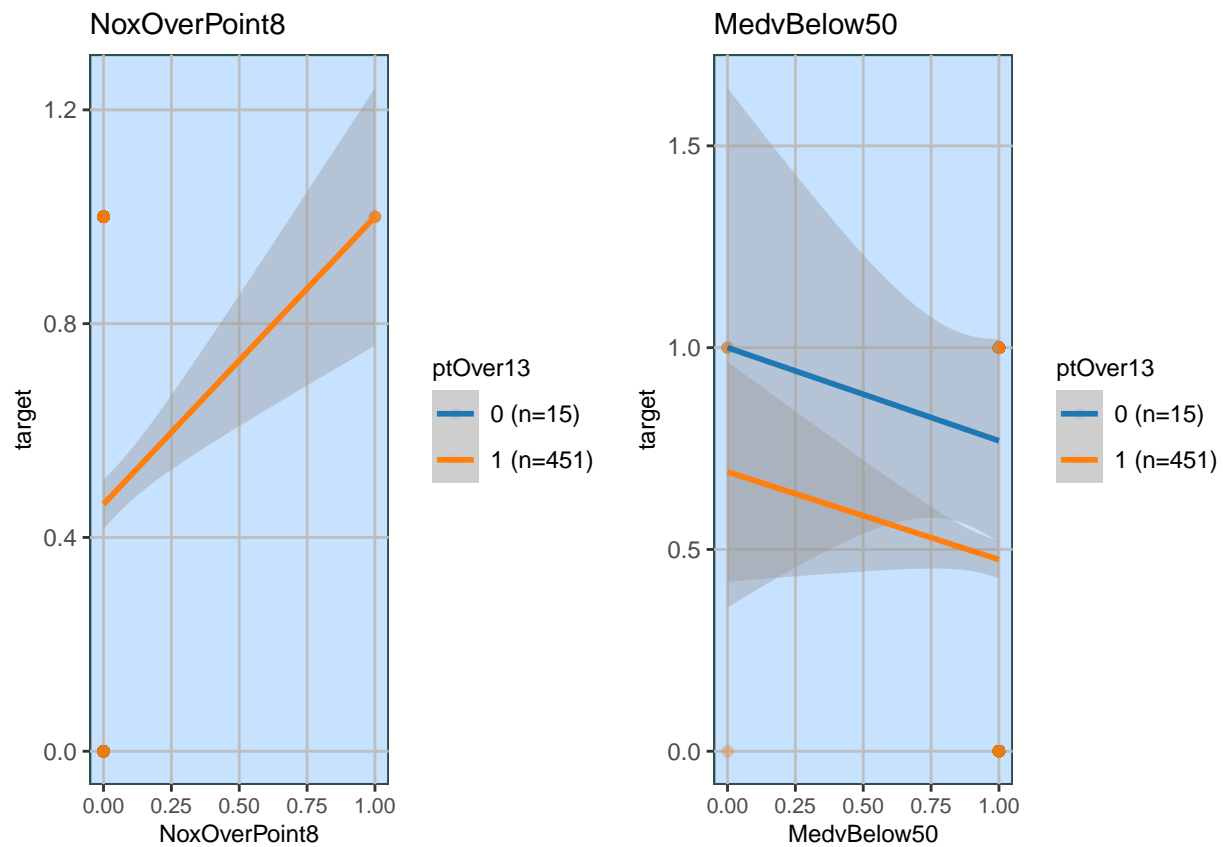 NoxOverPoint8
target
1.2
0.8
0.4
0.0
0.00 0.25 0.50 0.75 1.00
NoxOverPoint8
ptOver13
0 (n=15)
1 (n=451)
MedvBelow50
target
1.5
1.0
0.5
0.0
0.00 0.25 0.50 0.75 1.00
MedvBelow50
ptOver13
0 (n=15)
1 (n=451)